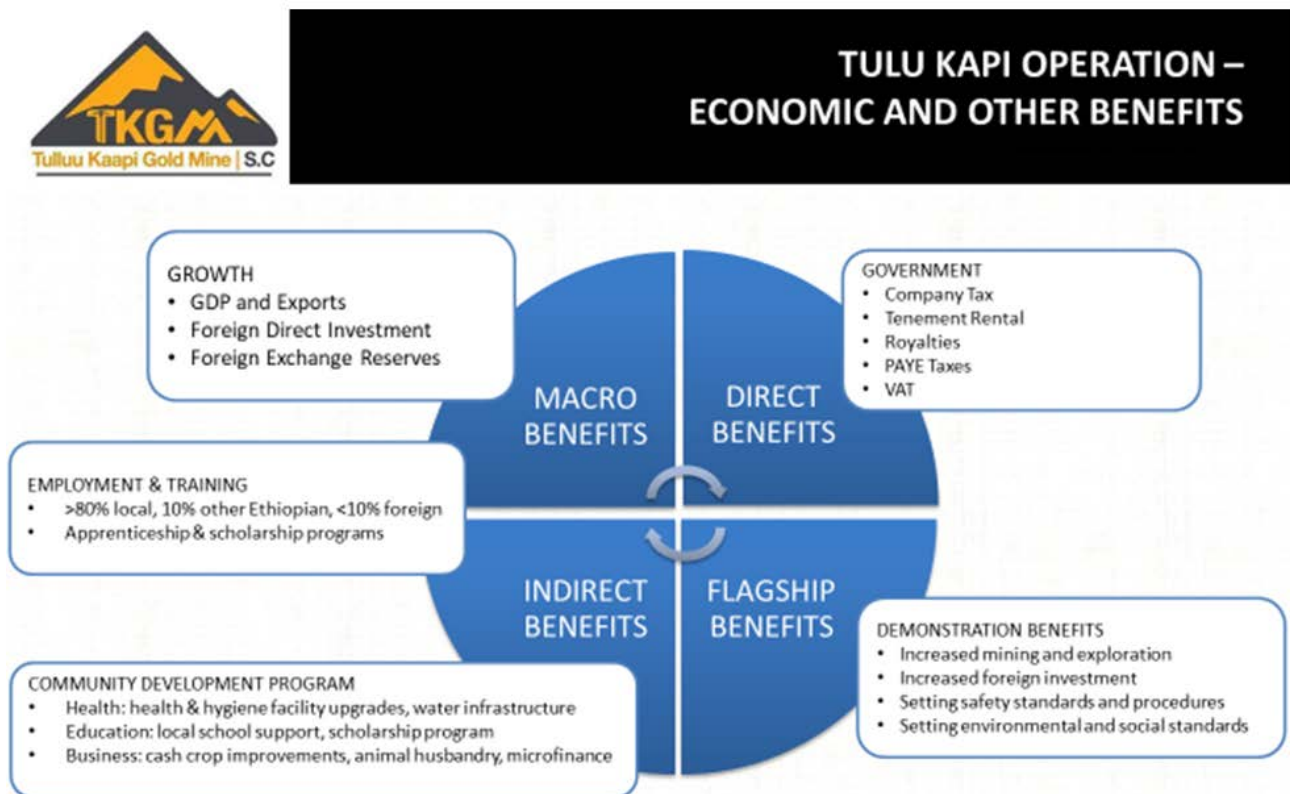 TKGM
Tulluu Kaapi Gold Mine | S.C
TULU KAPI OPERATION –
ECONOMIC AND OTHER BENEFITS
GROWTH
• GDP and Exports
• Foreign Direct Investment
• Foreign Exchange Reserves
GOVERNMENT
• Company Tax
• Tenement Rental
• Royalties
• PAYE Taxes
• VAT
MACRO
BENEFITS
DIRECT
BENEFITS
EMPLOYMENT & TRAINING
• >80% local, 10% other Ethiopian, <10% foreign
• Apprenticeship & scholarship programs
INDIRECT
BENEFITS
FLAGSHIP
BENEFITS
DEMONSTRATION BENEFITS
• Increased mining and exploration
• Increased foreign investment
• Setting safety standards and procedures
• Setting environmental and social standards
COMMUNITY DEVELOPMENT PROGRAM
• Health: health & hygiene facility upgrades, water infrastructure
• Education: local school support, scholarship program
• Business: cash crop improvements, animal husbandry, microfinance